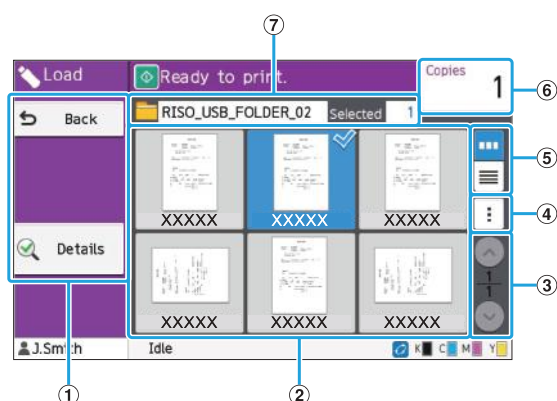 ⑦
Load
Ready to print.
Copies
1
⑥
Back
RISO_USB_FOLDER_02
Selected
1
⑤
XXXXX
XXXXX
XXXXX
④
Details
1
1
③
XXXXX
XXXXX
XXXXX
J.Smith
Idle
K
C
M
Y
①
②